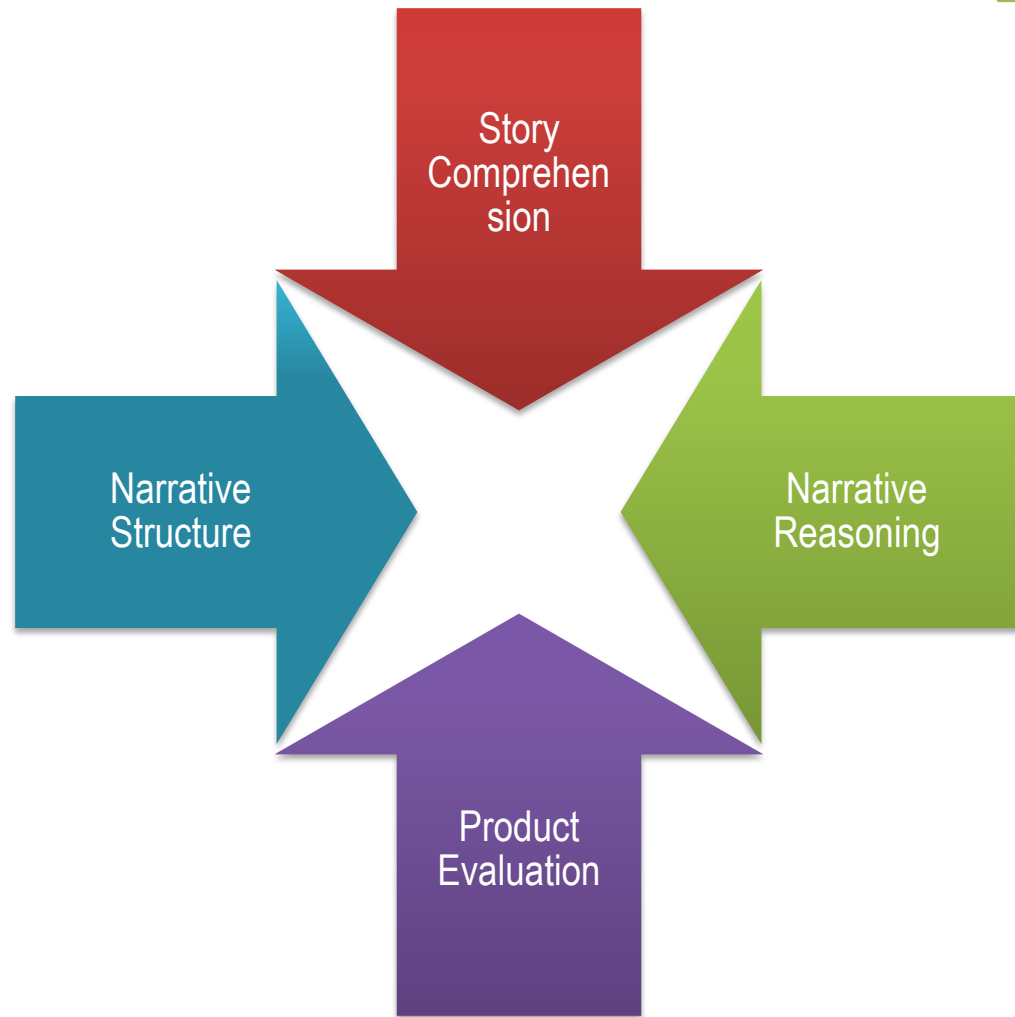 Story
Comprehen
sion
Narrative
Structure
Narrative
Reasoning
Product
Evaluation